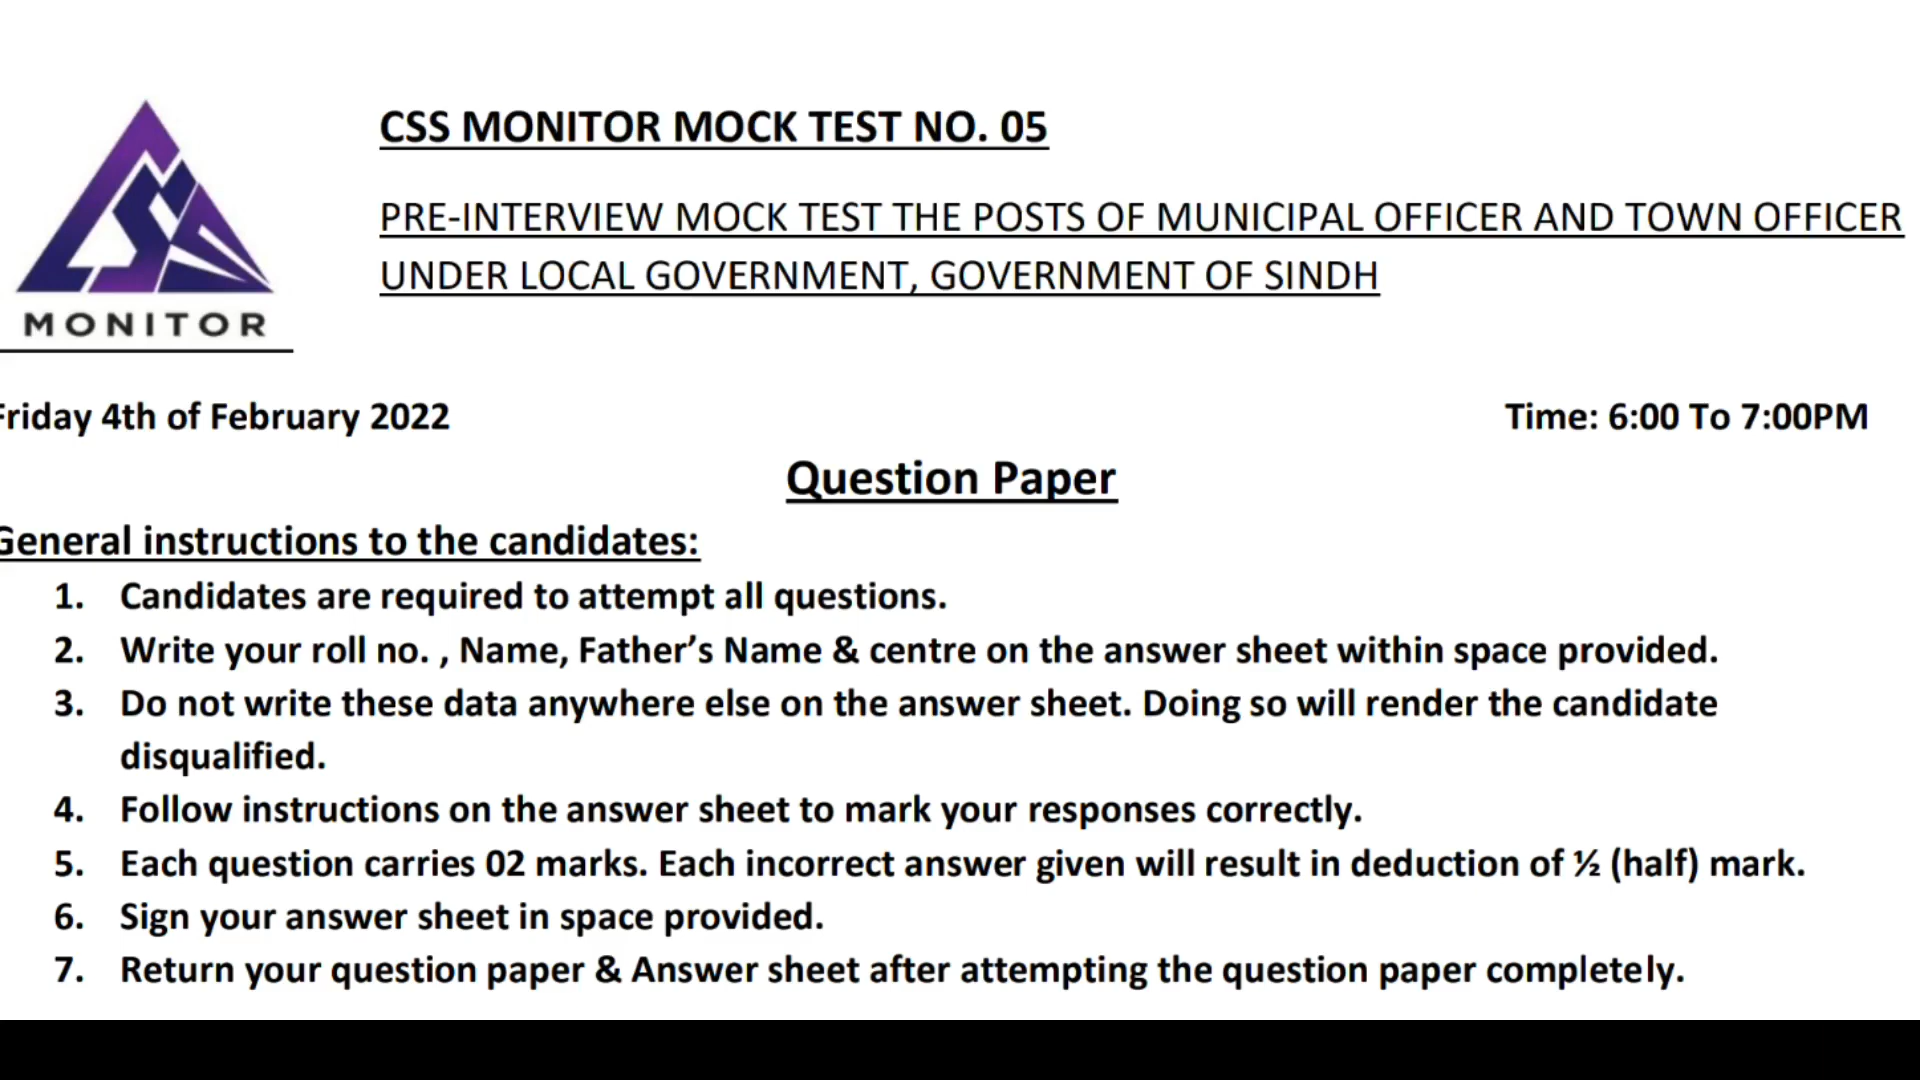 CSS MONITOR MOCK TEST NO. 05
PRE-INTERVIEW MOCK TEST THE POSTS OF MUNICIPAL OFFICER AND TOWN OFFICER
UNDER LOCAL GOVERNMENT, GOVERNMENT OF SINDH
MONITOR
Friday 4th of February 2022
Time: 6:00 To 7:00PM
Question Paper
General instructions to the candidates:
1. Candidates are required to attempt all questions.
2. Write your roll no. , Name, Father’s Name & centre on the answer sheet within space provided.
3. Do not write these data anywhere else on the answer sheet. Doing so will render the candidate
disqualified.
4. Follow instructions on the answer sheet to mark your responses correctly.
5. Each question carries 02 marks. Each incorrect answer given will result in deduction of ½ (half) mark.
6. Sign your answer sheet in space provided.
7. Return your question paper & Answer sheet after attempting the question paper completely.